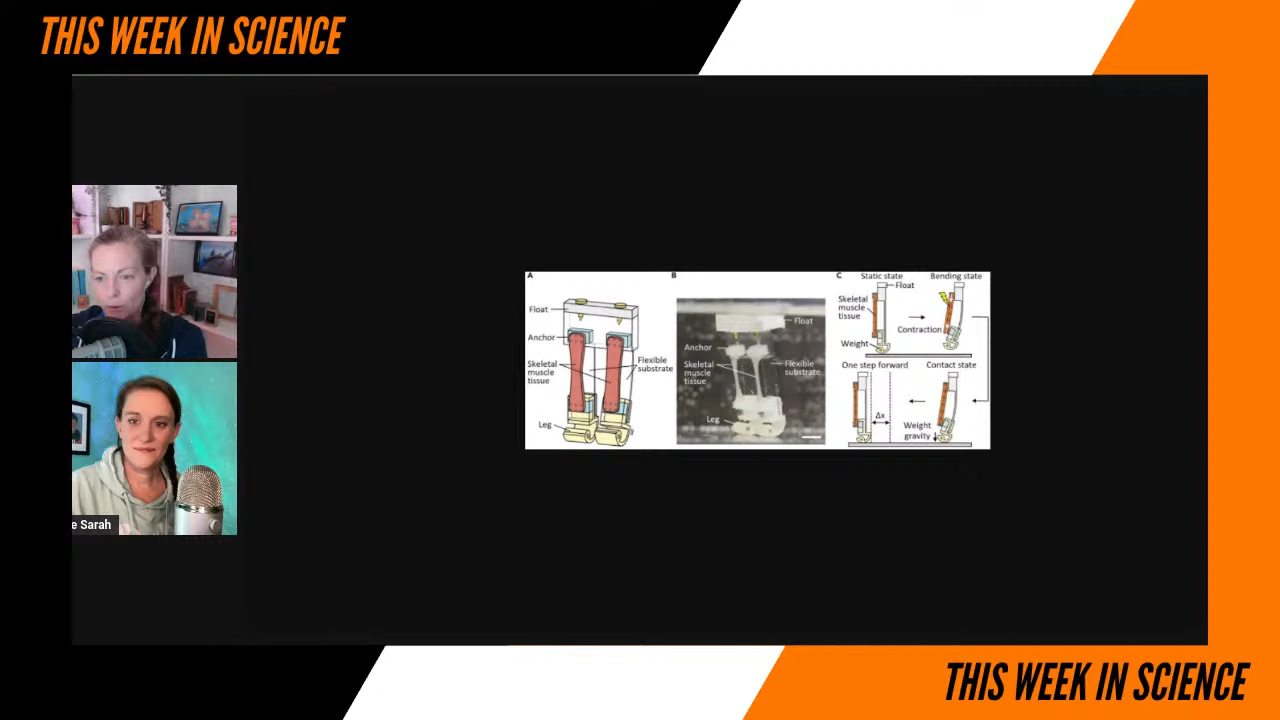 THIS WEEK IN SCIENCE
A
Float
Anchor
Skeletal
muscle
tissue
Flexible
substrate
Leg
B
Float
Anchor
Skeletal
muscle
tissue
Flexible
substrate
Leg
C
Static state
Bending state
Float
Skeletal
muscle
tissue
Contraction
Weight
One step forward
Contact state
Δx
Weight
gravity
e Sarah
THIS WEEK IN SCIENCE